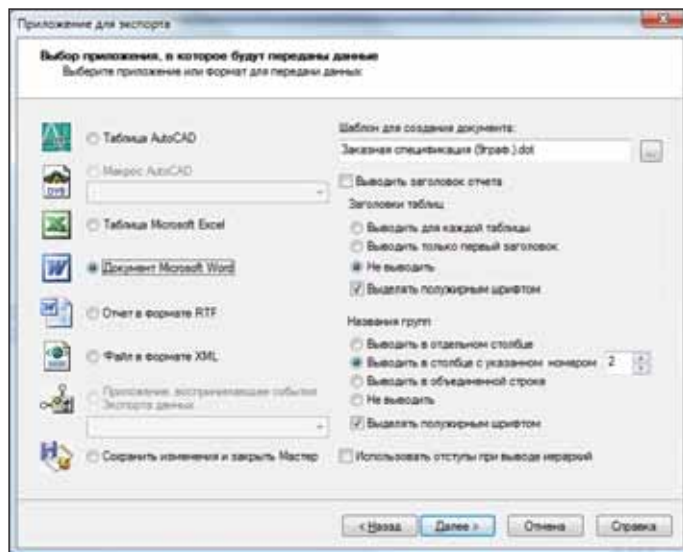 Приложение для экспорта
Выбор приложения, в которое будут переданы данные
Выберите приложение или формат для передачи данных
Таблица AutoCAD
Макрос AutoCAD
Таблица Microsoft Excel
Документ Microsoft Word
Отчет в формате RTF
Файл в формате XML
Приложение, воспринимающее события
Экспорта данных
Сохранить изменения и закрыть Мастер
Шаблон для создания документа:
Заказная спецификация (9граф.).dot
...
Выводить заголовок отчета
Заголовки таблиц
Выводить для каждой таблицы
Выводить только первый заголовок
Не выводить
Выделять полужирным шрифтом
Названия групп
Выводить в отдельном столбце
Выводить в столбце с указанном номером 2
Выводить в объединенной строке
Не выводить
Выделять полужирным шрифтом
Использовать отступы при выводе иерархий
< Назад
Далее >
Отмена
Справка